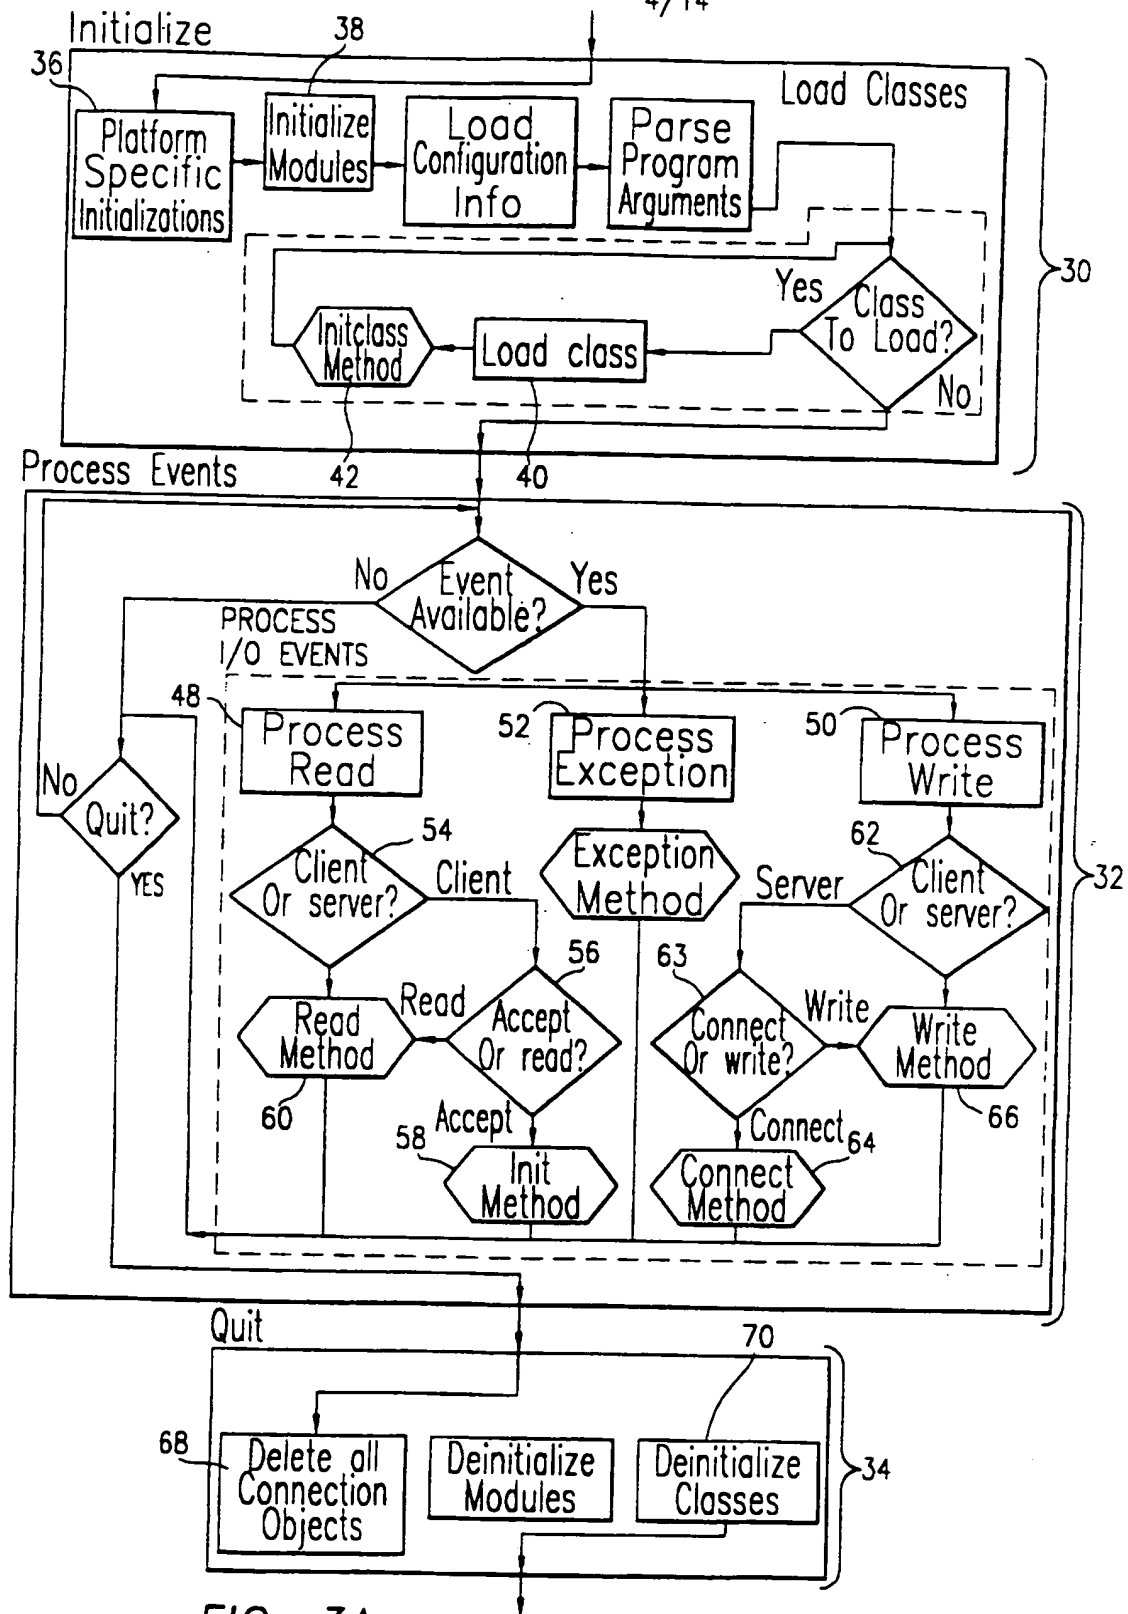 4/14
Initialize
38
36
Load Classes
Platform
Specific
Initializations
Initialize
Modules
Load
Configuration
Info
Parse
Program
Arguments
30
Yes
Class
To Load?
No
Initclass
Method
Load class
42
40
Process Events
No
Event
Available?
Yes
PROCESS
I/O EVENTS
48
Process
Read
52
Process
Exception
50
Process
Write
No
Quit?
YES
54
Client
Or server?
Client
Exception
Method
62
Server
Client
Or server?
32
56
63
Read
Method
Read
Accept
Or read?
Connect
Or write?
Write
Write
Method
60
66
Accept
Connect
58
Init
Method
64
Connect
Method
Quit
70
68
Delete all
Connection
Objects
Deinitialize
Modules
Deinitialize
Classes
34
FIG. 3A